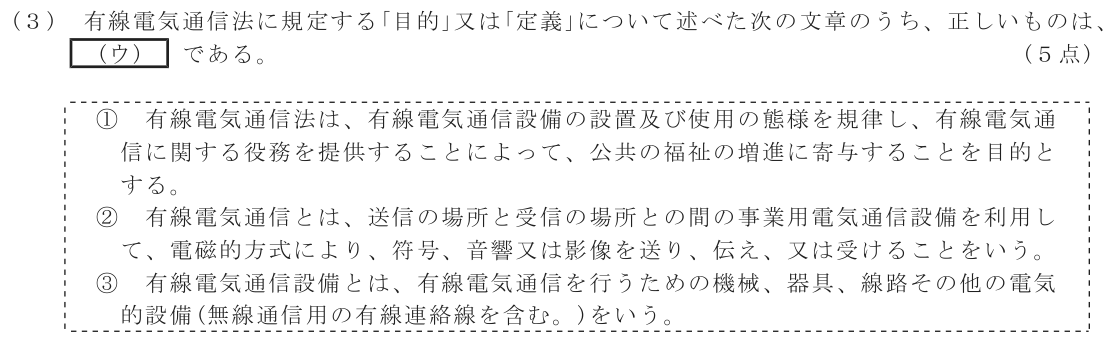 (3) 有線電気通信法に規定する「目的」又は「定義」について述べた次の文章のうち、正しいものは、
(ウ) である。 (5点)
① 有線電気通信法は、有線電気通信設備の設置及び使用の態様を規律し、有線電気通
信に関する役務を提供することによって、公共の福祉の増進に寄与することを目的と
する。
② 有線電気通信とは、送信の場所と受信の場所との間の事業用電気通信設備を利用し
て、電磁的方式により、符号、音響又は影像を送り、伝え、又は受けることをいう。
③ 有線電気通信設備とは、有線電気通信を行うための機械、器具、線路その他の電気
的設備(無線通信用の有線連絡線を含む。)をいう。